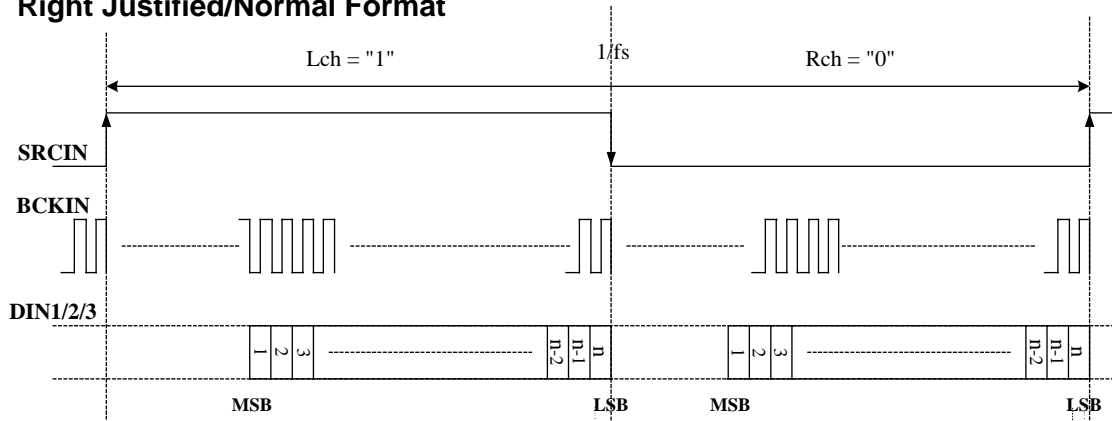 Right Justified/Normal Format
Lch = "1"
1/fs
Rch = "0"
SRCIN
BCKIN
DIN1/2/3
1 2 3 n-2 n-1 n 1 2 3 n-2 n-1 n
MSB LSB MSB LSB